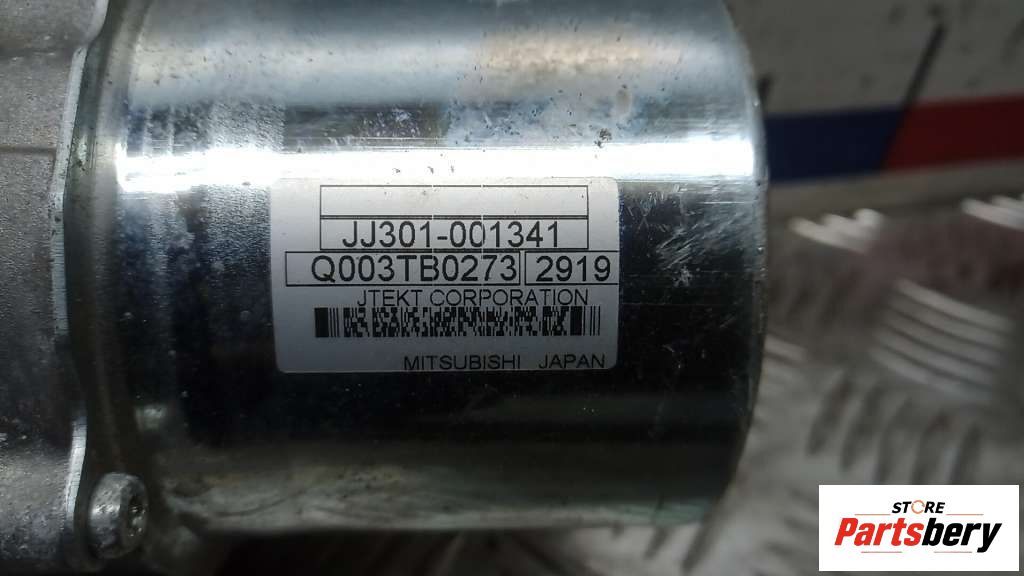 JJ301-001341
Q003TB0273 2919
JTEKT CORPORATION
MITSUBISHI JAPAN
STORE
Partsbery